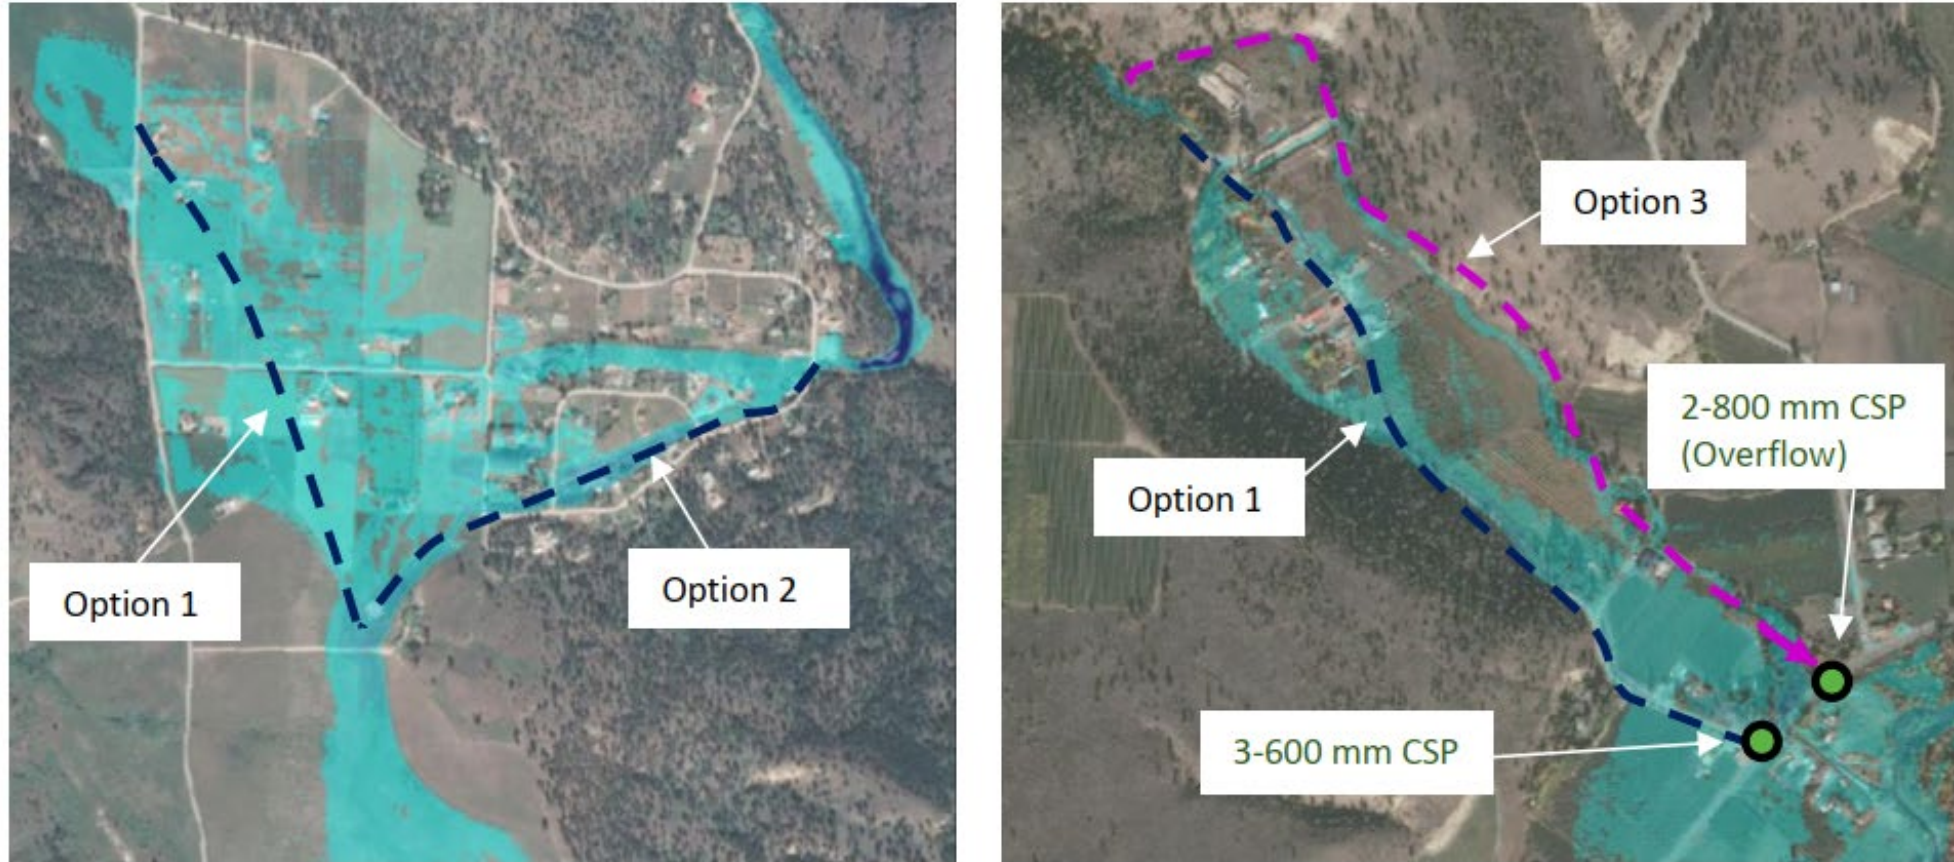 Option 1
Option 2
Option 3
Option 1
2-800 mm CSP
(Overflow)
3-600 mm CSP